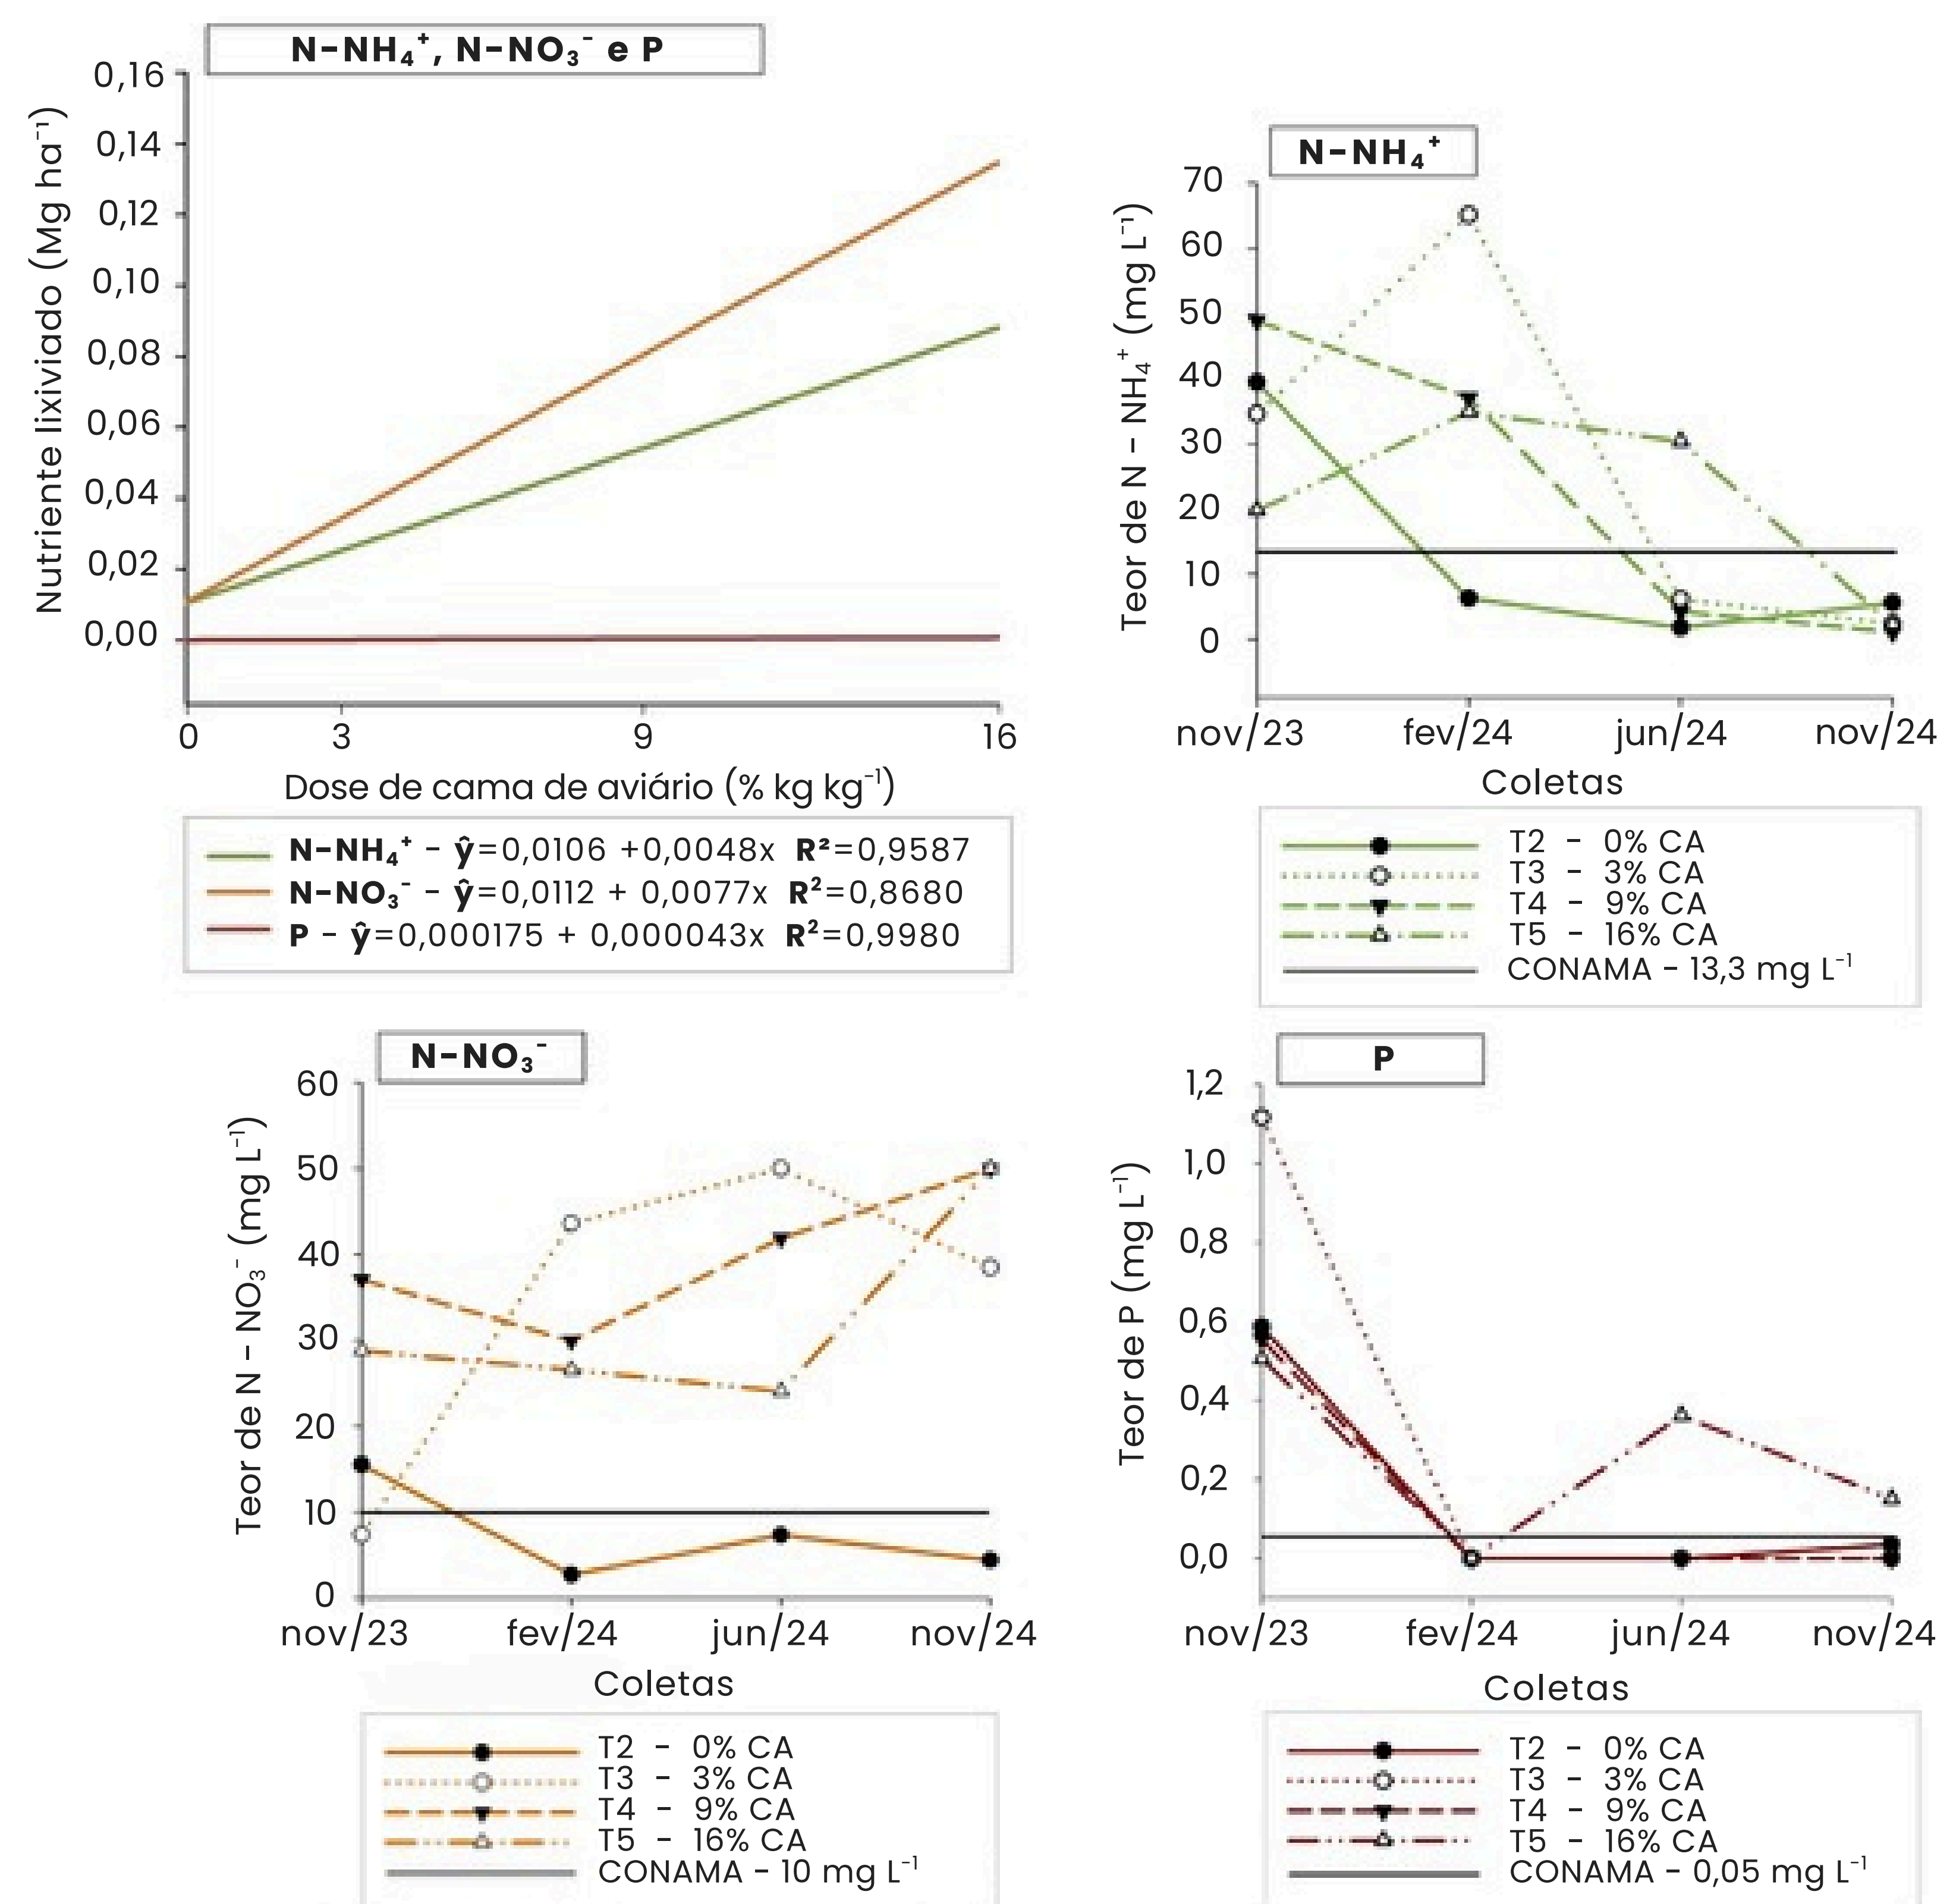 N-NH₄⁺, N-NO₃⁻ e P
Nutriente lixiviado (Mg ha⁻¹)
0,16
0,14
0,12
0,10
0,08
0,06
0,04
0,02
0,00
0 3 9 16
Dose de cama de aviário (% kg kg⁻¹)
N-NH₄⁺ - ŷ=0,0106 +0,0048x R²=0,9587
N-NO₃⁻ - ŷ=0,0112 + 0,0077x R²=0,8680
P - ŷ=0,000175 + 0,000043x R²=0,9980
N-NH₄⁺
Teor de N - NH₄⁺ (mg L⁻¹)
70
60
50
40
30
20
10
0
nov/23 fev/24 jun/24 nov/24
Coletas
T2 - 0% CA
T3 - 3% CA
T4 - 9% CA
T5 - 16% CA
CONAMA - 13,3 mg L⁻¹
N-NO₃⁻
Teor de N - NO₃⁻ (mg L⁻¹)
60
50
40
30
20
10
0
nov/23 fev/24 jun/24 nov/24
Coletas
T2 - 0% CA
T3 - 3% CA
T4 - 9% CA
T5 - 16% CA
CONAMA - 10 mg L⁻¹
P
Teor de P (mg L⁻¹)
1,2
1,0
0,8
0,6
0,4
0,2
0,0
nov/23 fev/24 jun/24 nov/24
Coletas
T2 - 0% CA
T3 - 3% CA
T4 - 9% CA
T5 - 16% CA
CONAMA - 0,05 mg L⁻¹